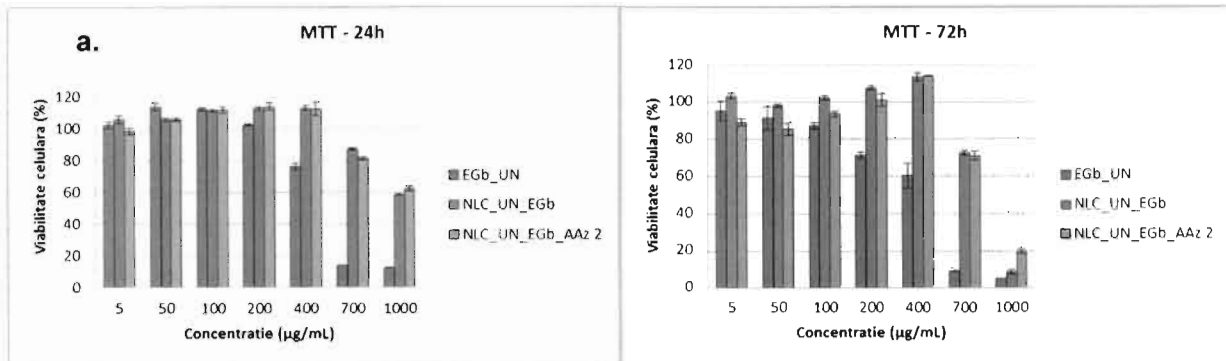 a.
MTT - 24h
Viabilitate celulara (%)
120
100
80
60
40
20
0
5 50 100 200 400 700 1000
Concentratie (µg/mL)
EGb_UN
NLC_UN_EGb
NLC_UN_EGb_AAz 2
MTT - 72h
Viabilitate celulara (%)
120
100
80
60
40
20
0
5 50 100 200 400 700 1000
Concentratie (µg/mL)
EGb_UN
NLC_UN_EGb
NLC_UN_EGb_AAz 2